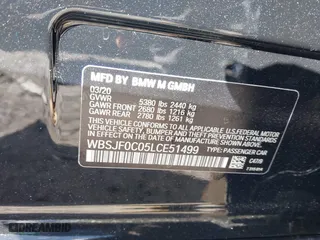 MFD BY BMW M GMBH
03/20
GVWR 5380 lbs 2440 kg
GAWR FRONT 2680 lbs 1216 kg
GAWR REAR 2780 lbs 1261 kg
THIS VEHICLE CONFORMS TO ALL APPLICABLE U.S. FEDERAL MOTOR
VEHICLE SAFETY, BUMPER, AND THEFT PREVENTION STANDARDS
IN EFFECT ON THE DATE OF MANUFACTURE SHOWN ABOVE.
WBSJF0C05LCE51499
TYPE: PASSENGER CAR
C4179
DREAMBID